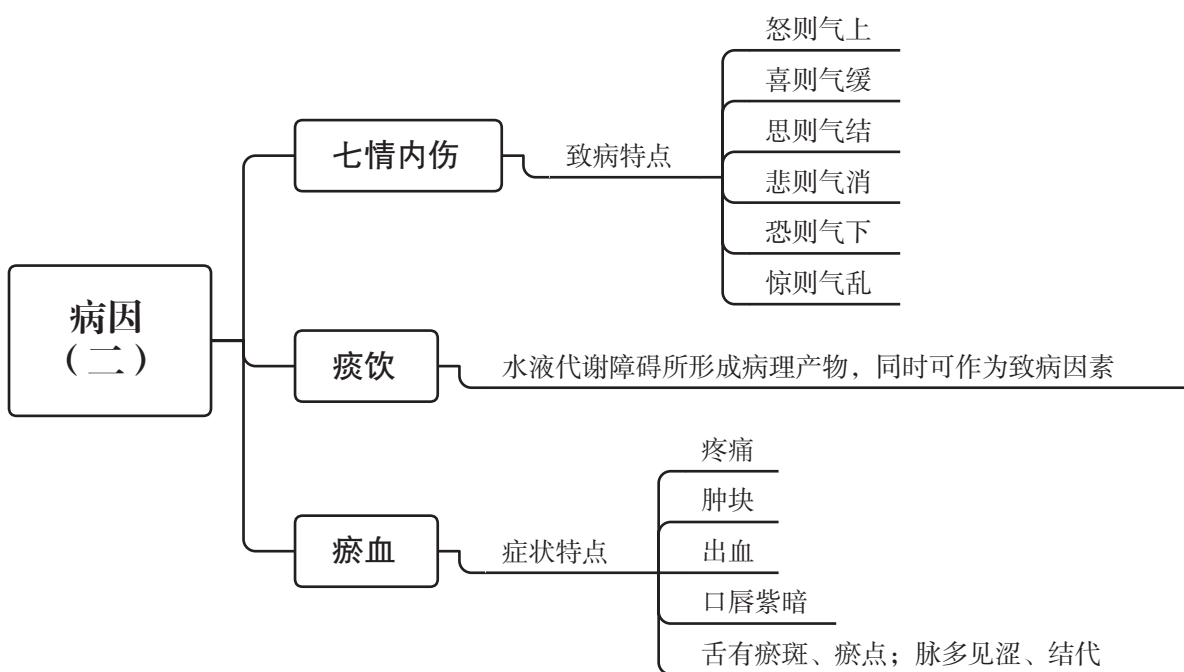 病因
（二）
七情内伤
致病特点
怒则气上
喜则气缓
思则气结
悲则气消
恐则气下
惊则气乱
痰饮
水液代谢障碍所形成病理产物，同时可作为致病因素
瘀血
症状特点
疼痛
肿块
出血
口唇紫暗
舌有瘀斑、瘀点；脉多见涩、结代